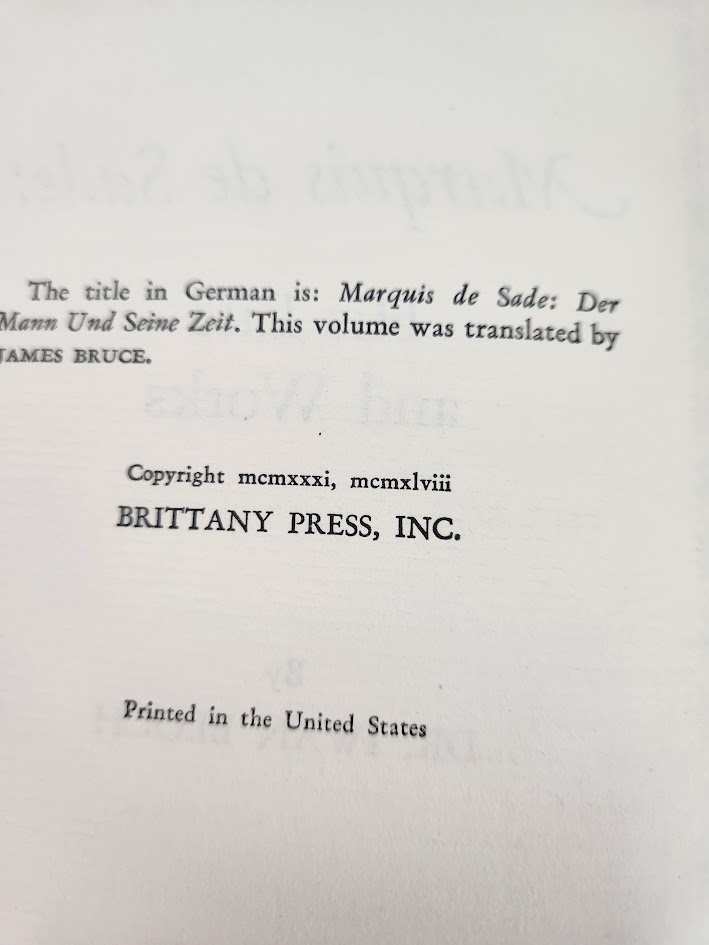 The title in German is: Marquis de Sade: Der
Mann Und Seine Zeit. This volume was translated by
JAMES BRUCE.
Copyright mcmxxxi, mcmxlviii
BRITTANY PRESS, INC.
Printed in the United States